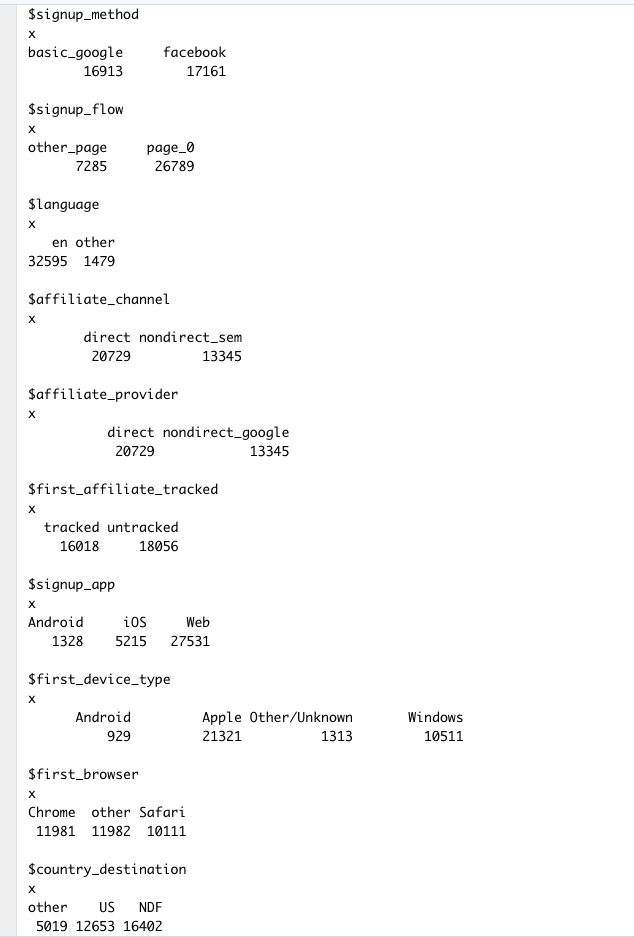 $signup_method
x
basic_google     facebook
       16913        17161

$signup_flow
x
other_page     page_0
      7285      26789

$language
x
   en other
32595  1479

$affiliate_channel
x
       direct nondirect_sem
        20729         13345

$affiliate_provider
x
          direct nondirect_google
           20729            13345

$first_affiliate_tracked
x
  tracked untracked
    16018     18056

$signup_app
x
Android     iOS     Web
   1328    5215   27531

$first_device_type
x
      Android         Apple Other/Unknown       Windows
          929         21321          1313         10511

$first_browser
x
Chrome  other Safari
 11981  11982  10111

$country_destination
x
other    US   NDF
 5019 12653 16402